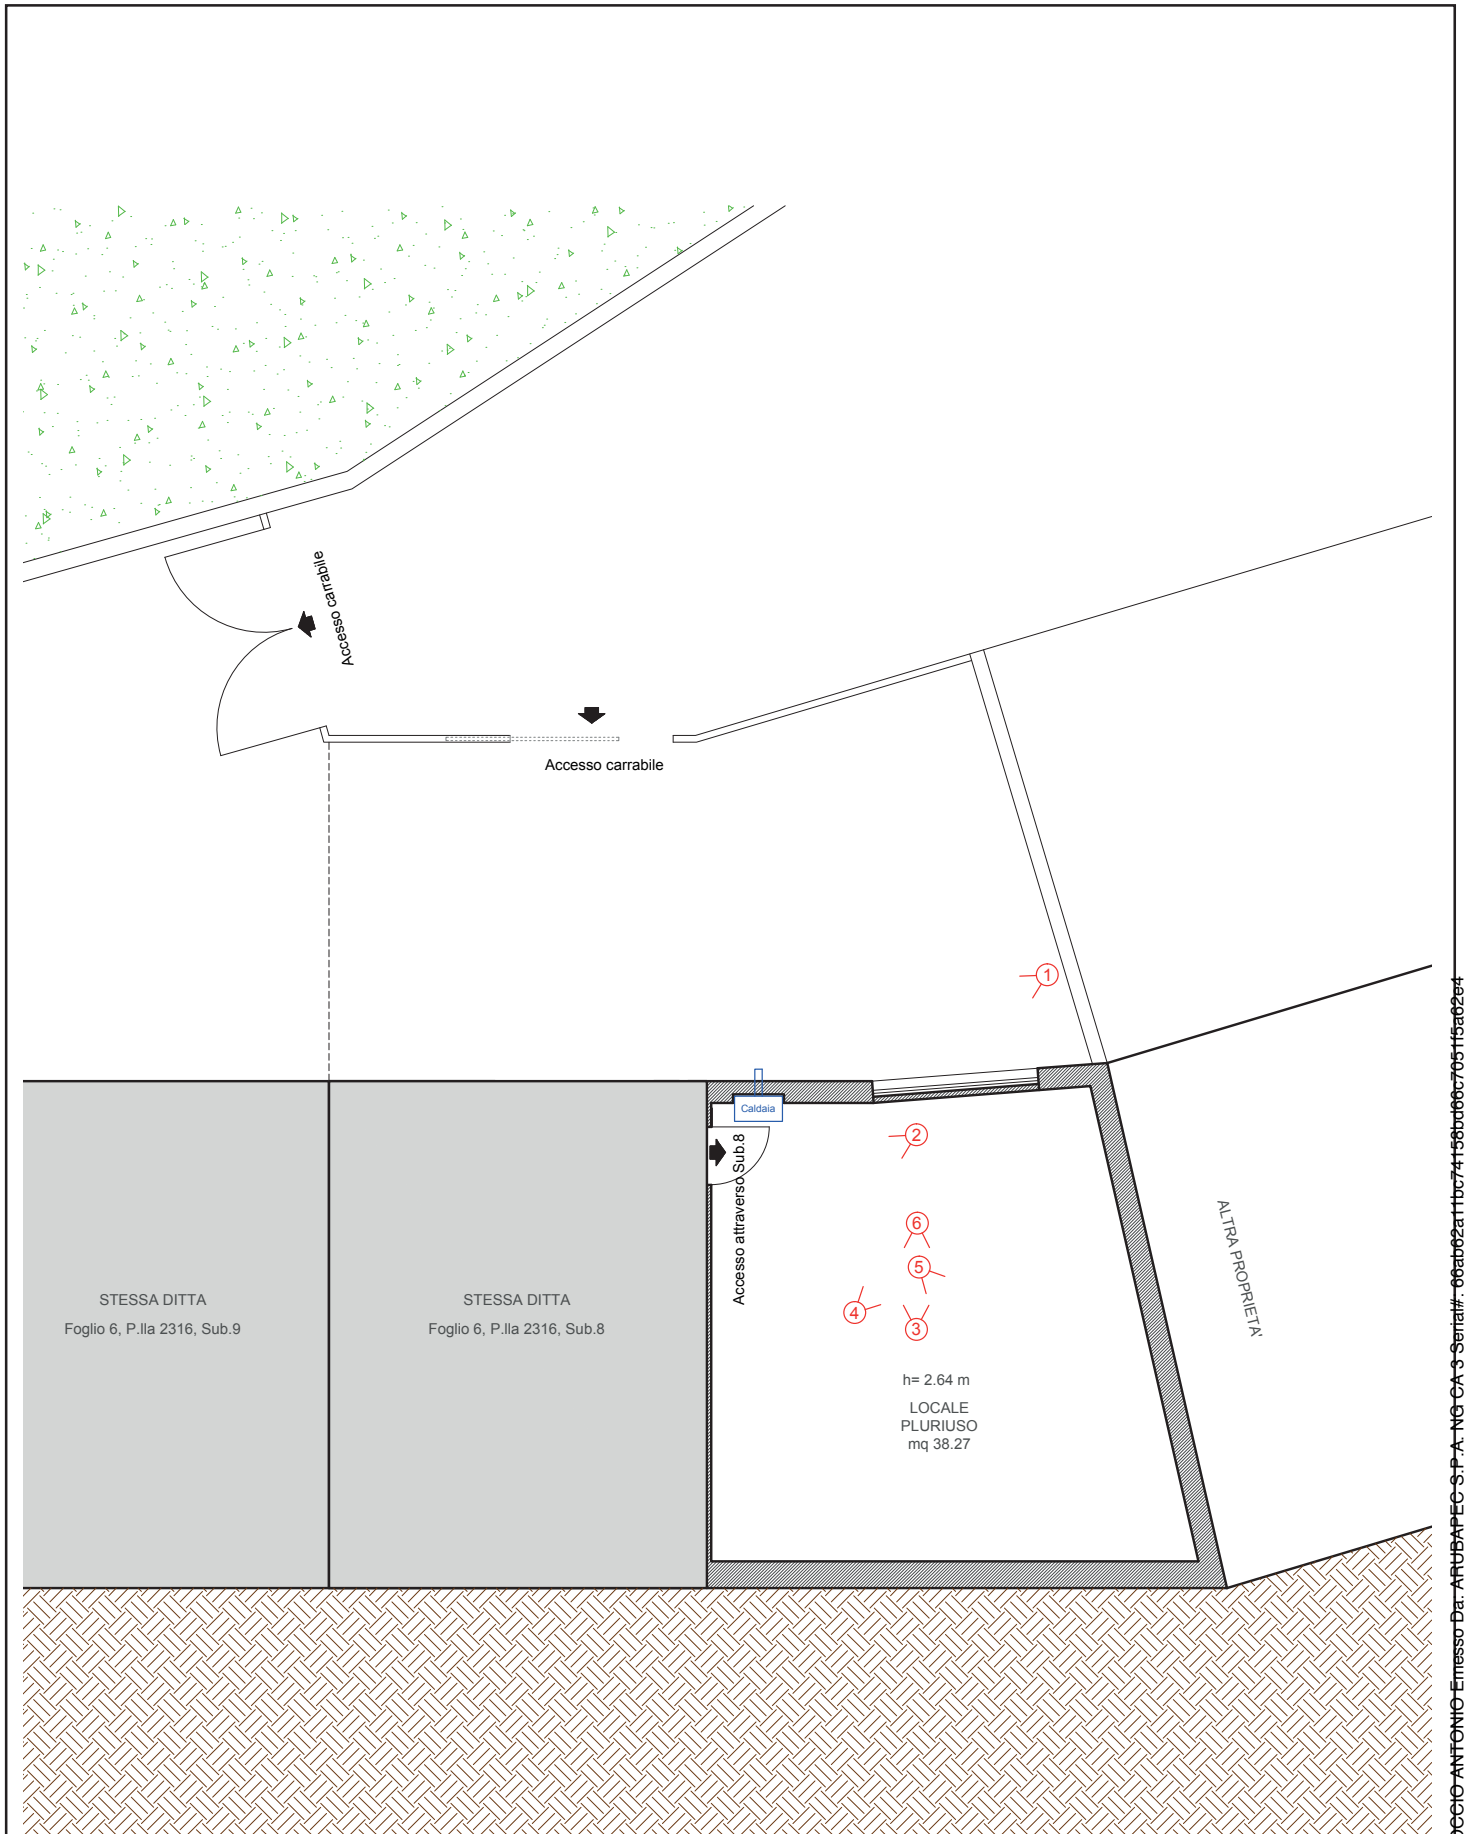 Accesso carrabile
Accesso carrabile
1
Caldaia
Accesso attraverso Sub.8
2
6
5
4
3
STESSA DITTA
Foglio 6, P.lla 2316, Sub.9
STESSA DITTA
Foglio 6, P.lla 2316, Sub.8
h= 2.64 m
LOCALE
PLURIUSO
mq 38.27
ALTRA PROPRIETA'
ANTONIO Emesso Da: ARUBAPEC S.P.A. NG CA 3 Serial#: